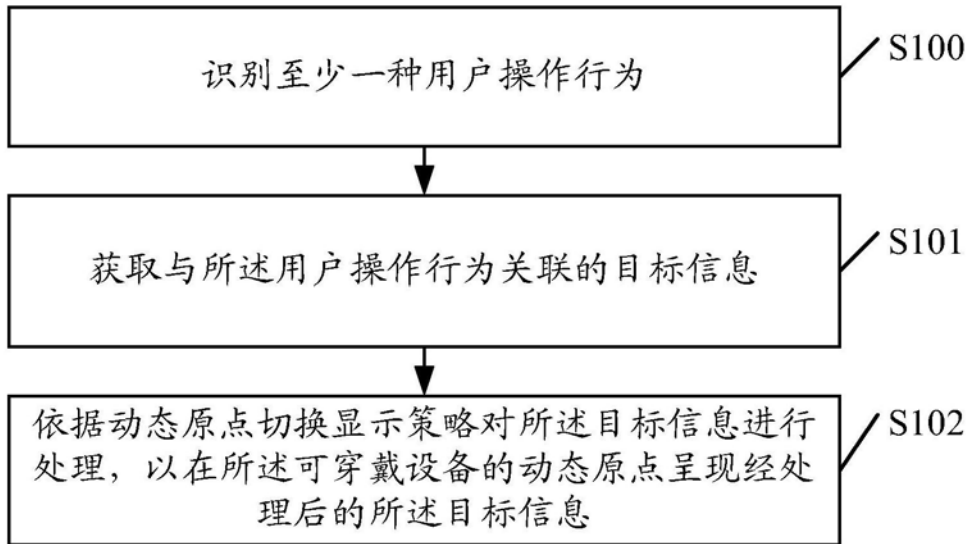 识别至少一种用户操作行为
S100
获取与所述用户操作行为关联的目标信息
S101
依据动态原点切换显示策略对所述目标信息进行
处理，以在所述可穿戴设备的动态原点呈现经处
理后的所述目标信息
S102